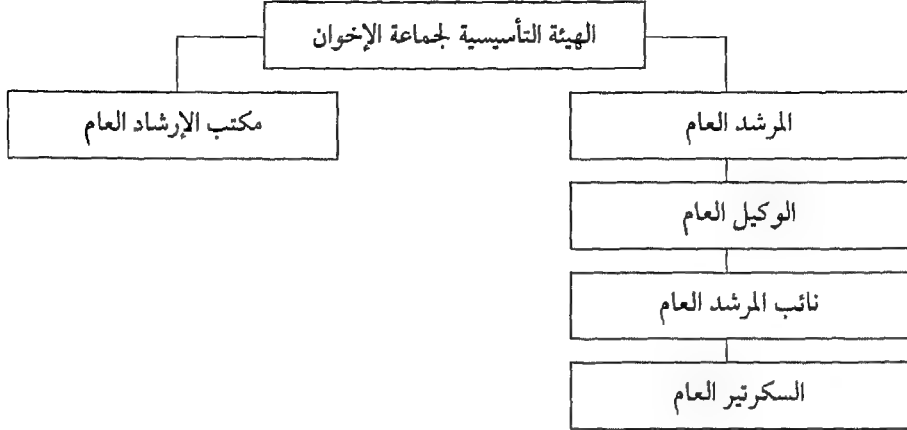 الهيئة التأسيسية لجماعة الإخوان
المرشد العام
مكتب الإرشاد العام
الوكيل العام
نائب المرشد العام
السكرتير العام